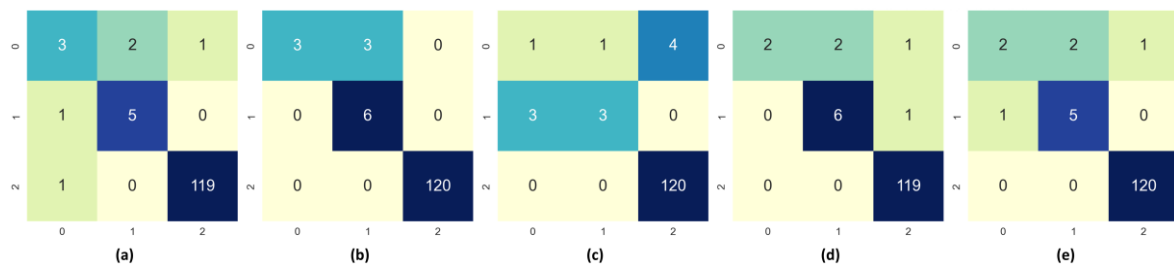 0 3 2 1 3 3 0 0 1 1 4 0 2 2 1 0 2 2 1
1 1 5 0 1 0 6 0 1 3 3 0 1 0 6 1 1 1 5 0
2 1 0 119 2 0 0 120 2 0 0 120 2 0 0 119 2 0 0 120
0 1 2 0 1 2 0 1 2 0 1 2 0 1 2
(a) (b) (c) (d) (e)